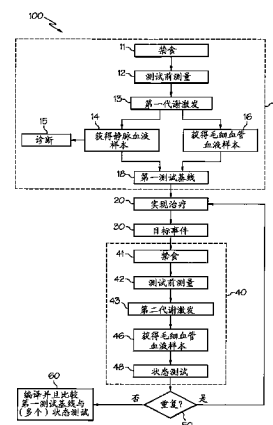 100
11
禁食
12
测试前测量
13
第一代谢激发
15
诊断
14
获得静脉血液
样本
16
获得毛细血管
血液样本
18
第一测试基线
20
实现治疗
30
目标事件
41
禁食
40
42
测试前测量
43
第二代谢激发
46
获得毛细血管
血液样本
48
状态测试
60
编译并且比较
第一测试基线与
(多个)状态测试
否
重复?
是
50